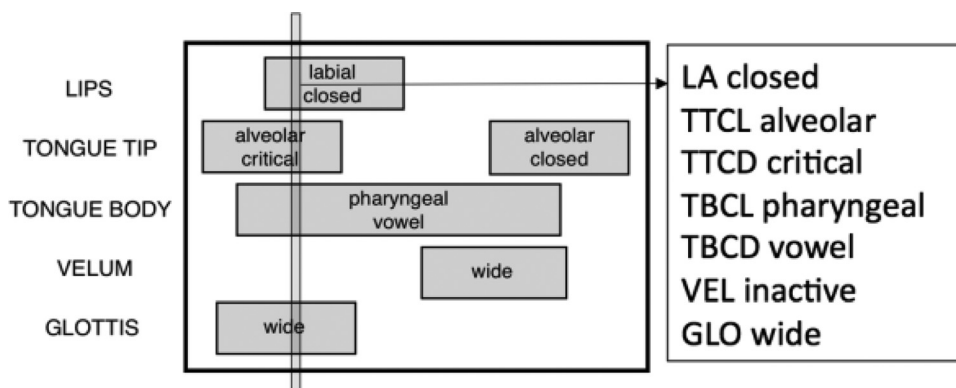 LIPS
labial
closed
TONGUE TIP
alveolar
critical
alveolar
closed
TONGUE BODY
pharyngeal
vowel
VELUM
wide
GLOTTIS
wide
LA closed
TTCL alveolar
TTCD critical
TBCL pharyngeal
TBCD vowel
VEL inactive
GLO wide